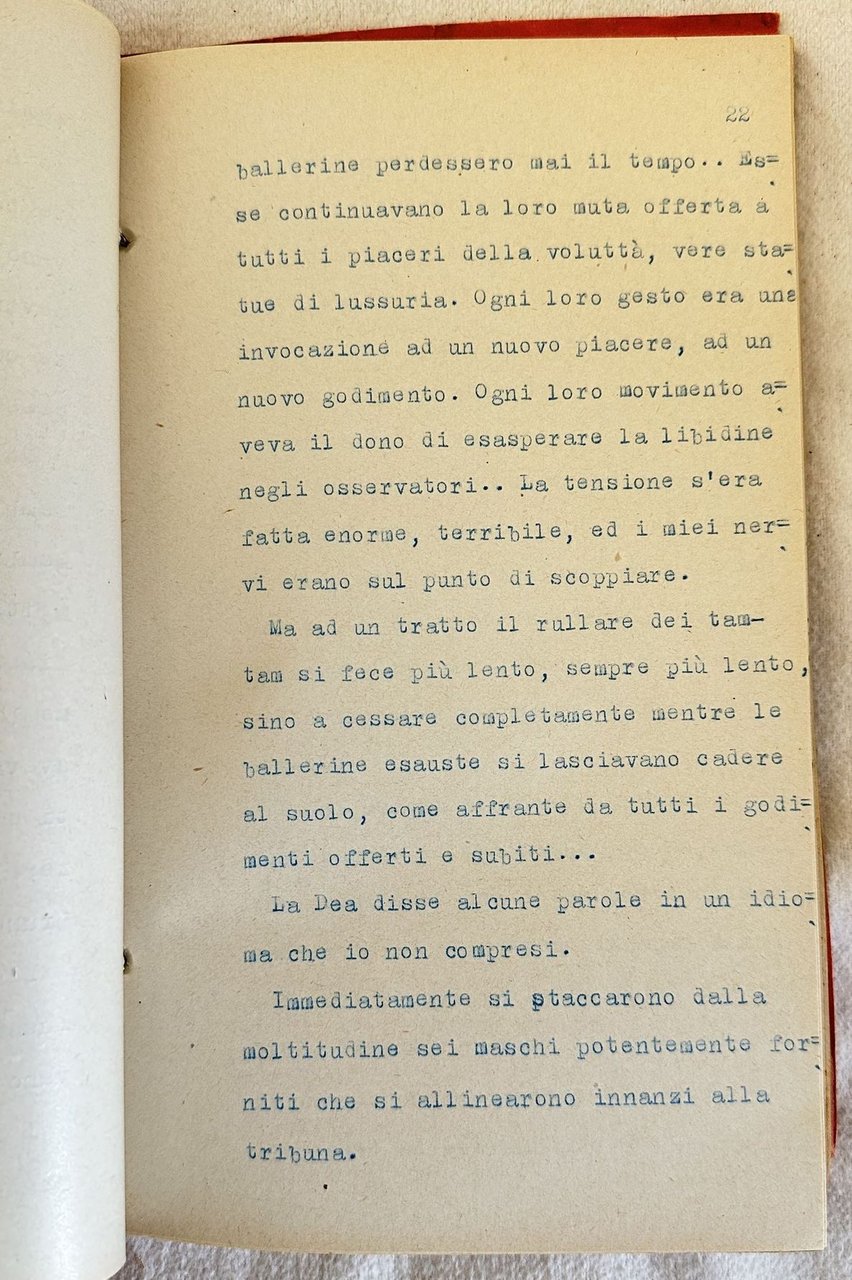 22
ballerine perdessero mai il tempo.. Es=
se continuavano la loro muta offerta a
tutti i piaceri della voluttà, vere sta=
tue di lussuria. Ogni loro gesto era una
invocazione ad un nuovo piacere, ad un
nuovo godimento. Ogni loro movimento a=
veva il dono di esasperare la libidine
negli osservatori.. La tensione s'era
fatta enorme, terribile, ed i miei ner=
vi erano sul punto di scoppiare.
Ma ad un tratto il rullare dei tam-
tam si fece più lento, sempre più lento,
sino a cessare completamente mentre le
ballerine esauste si lasciavano cadere
al suolo, come affrante da tutti i godi=
menti offerti e subiti...
La Dea disse alcune parole in un idio=
ma che io non compresi.
Immediatamente si staccarono dalla
moltitudine sei maschi potentemente for=
niti che si allinearono innanzi alla
tribuna.